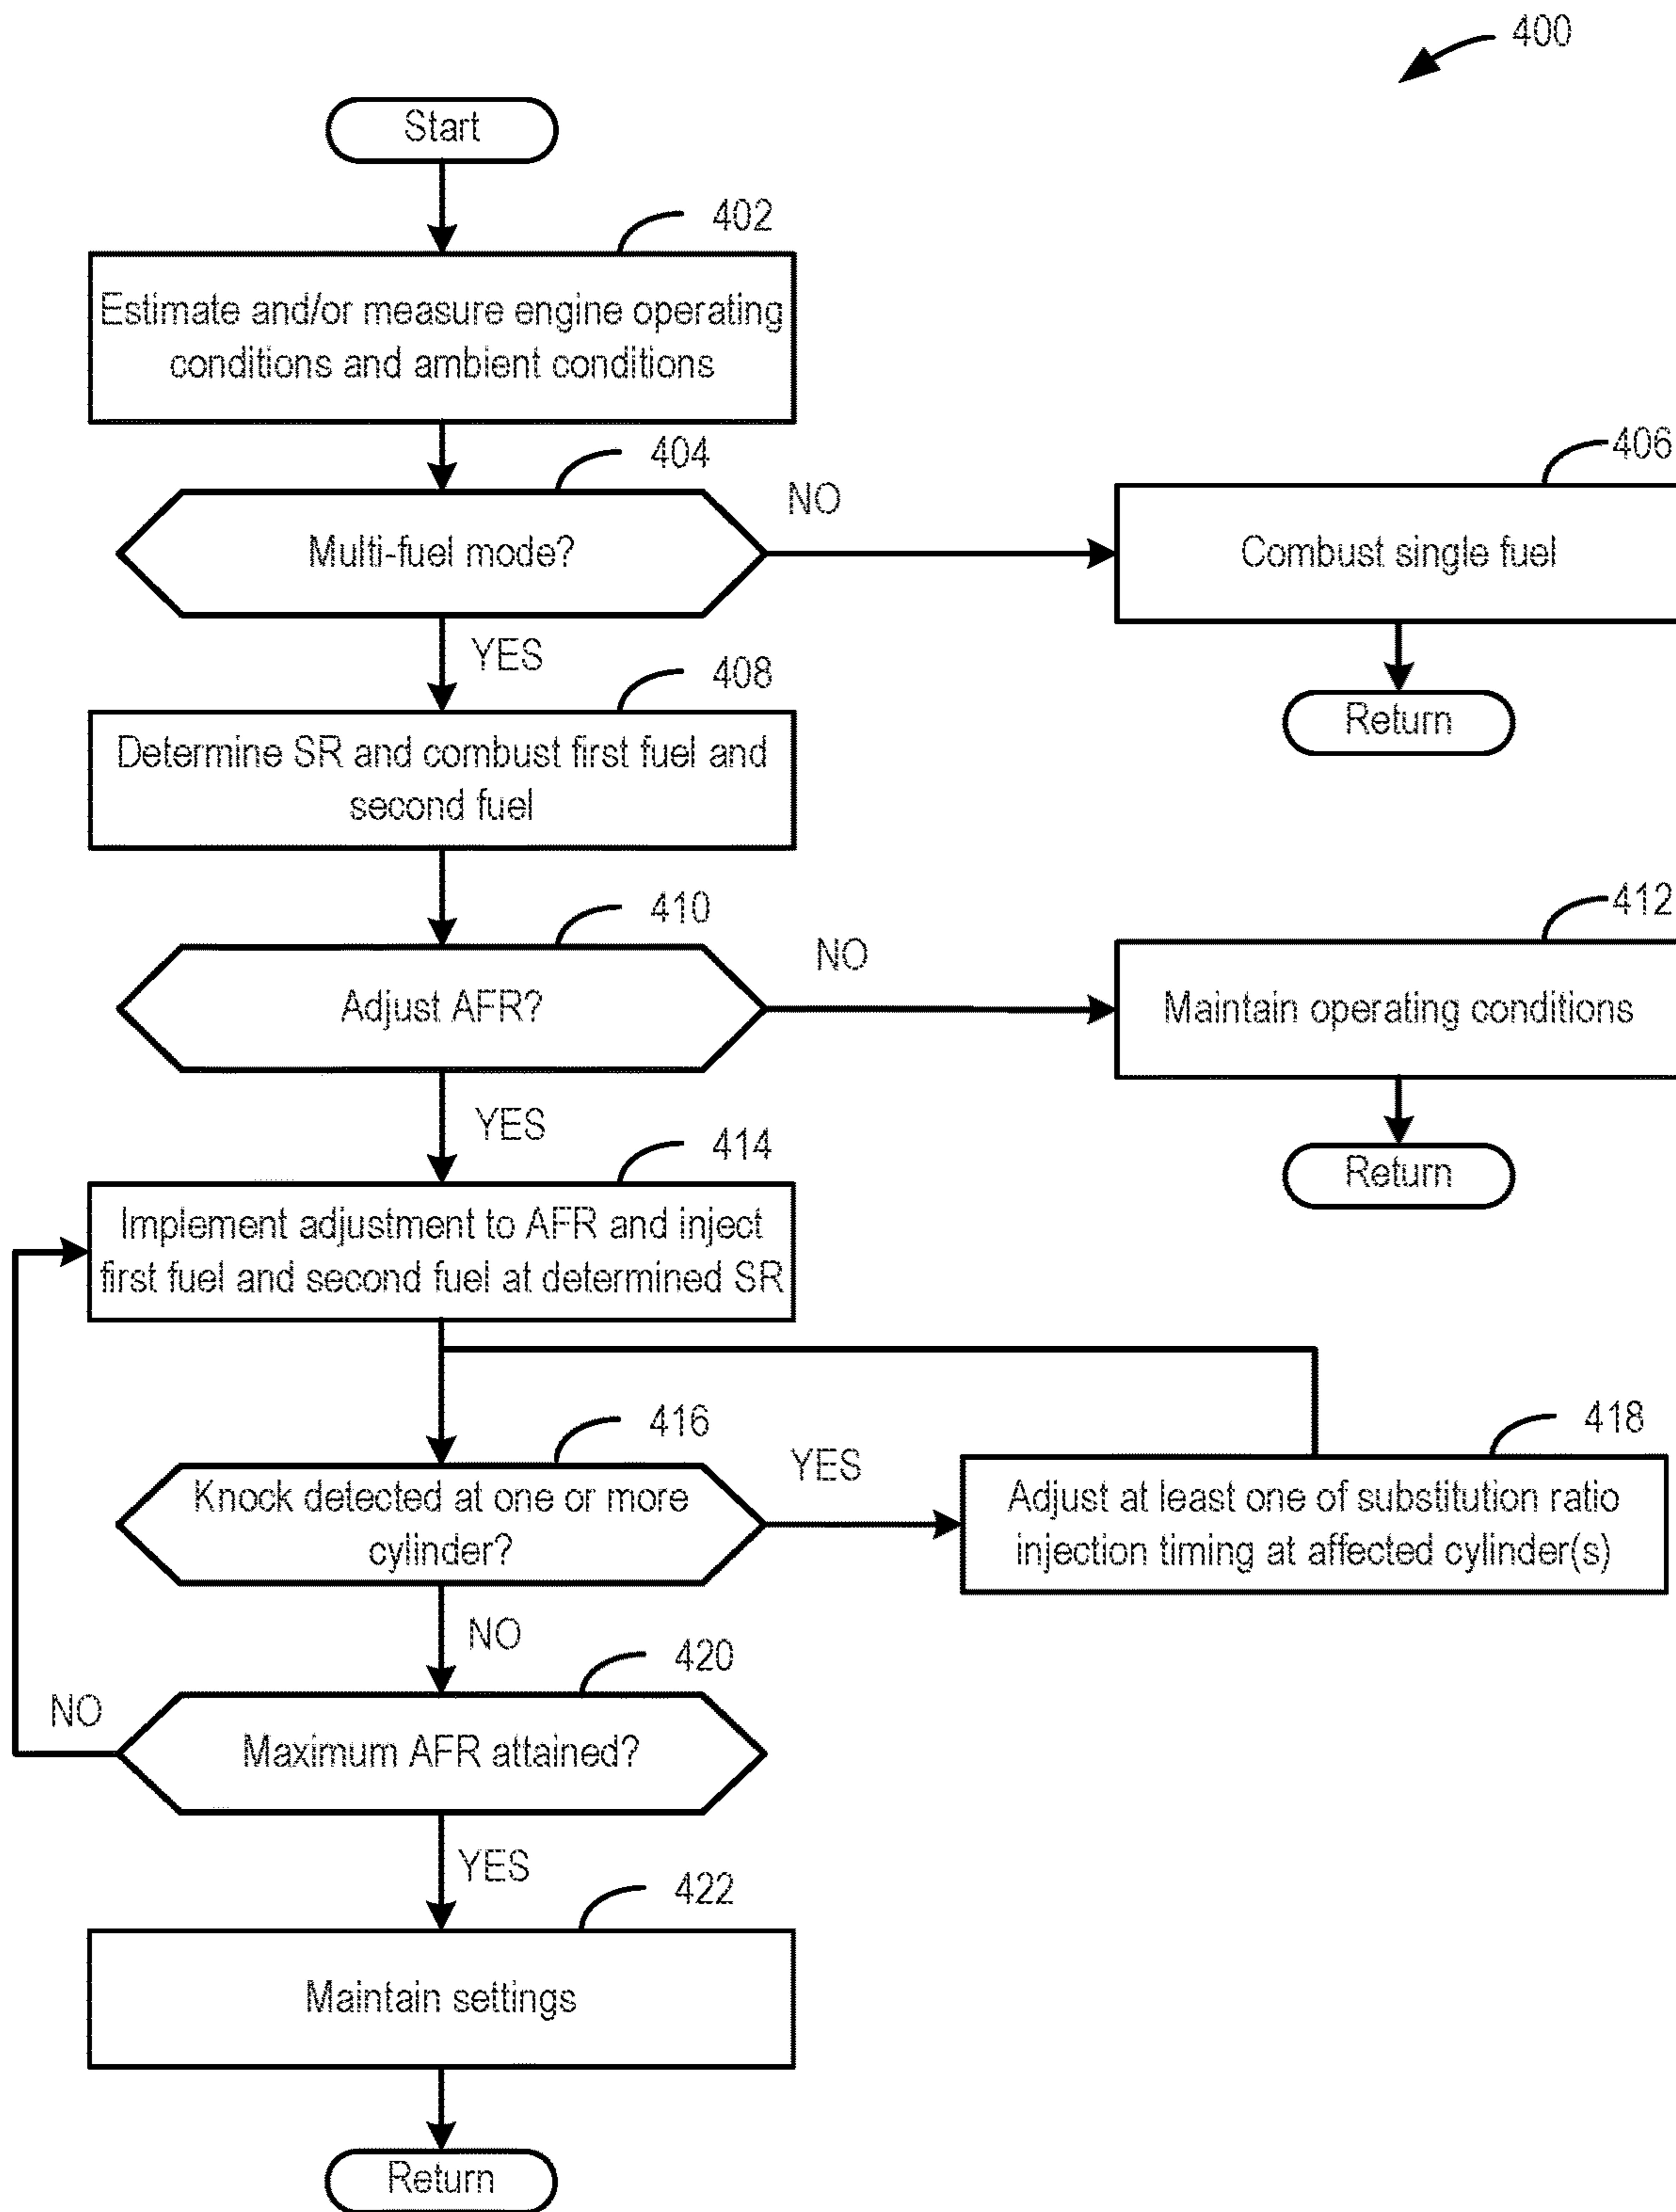 400
Start
402
Estimate and/or measure engine operating
conditions and ambient conditions
404
Multi-fuel mode?
NO
406
Combust single fuel
Return
YES
408
Determine SR and combust first fuel and
second fuel
410
Adjust AFR?
NO
412
Maintain operating conditions
Return
YES
414
Implement adjustment to AFR and inject
first fuel and second fuel at determined SR
416
Knock detected at one or more
cylinder?
YES
418
Adjust at least one of substitution ratio
injection timing at affected cylinder(s)
NO
420
Maximum AFR attained?
NO
YES
422
Maintain settings
Return